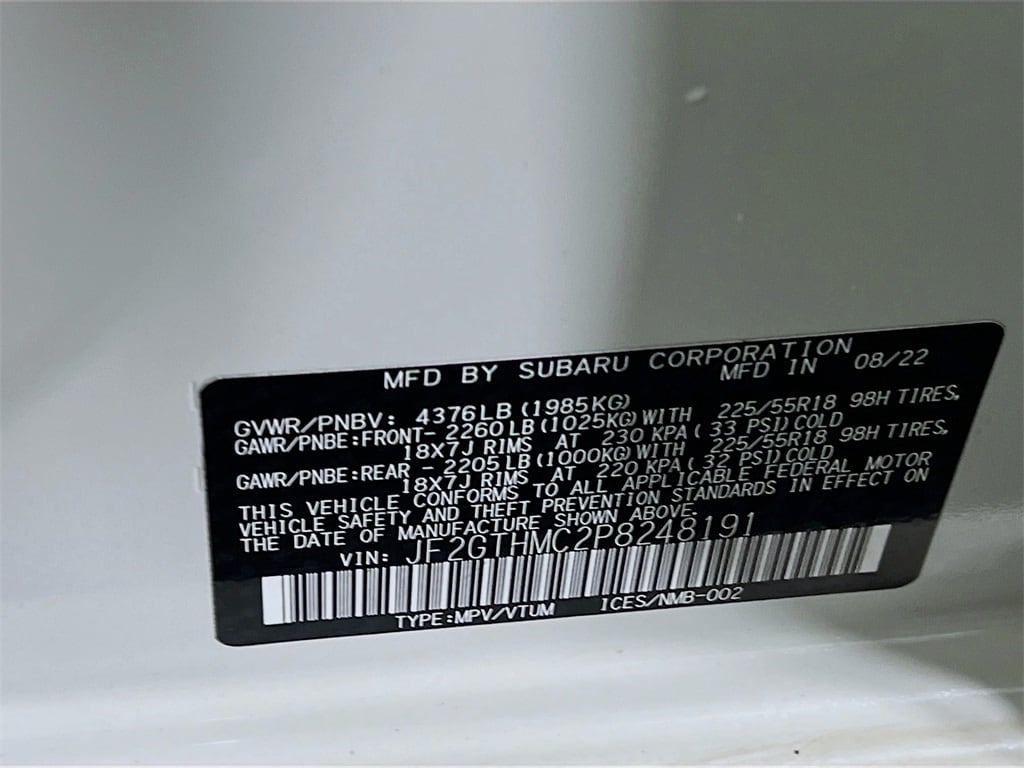 MFD BY SUBARU CORPORATION
MFD IN 08/22
GVWR/PNBV: 4376LB (1985KG)
GAWR/PNBE:FRONT- 2260LB (1025KG) WITH 225/55R18 98H TIRES,
18X7J RIMS AT 230 KPA ( 33 PSI) COLD
GAWR/PNBE:REAR - 2205LB (1000KG) WITH 225/55R18 98H TIRES,
18X7J RIMS AT 220 KPA ( 32 PSI) COLD
THIS VEHICLE CONFORMS TO ALL APPLICABLE FEDERAL MOTOR
VEHICLE SAFETY AND THEFT PREVENTION STANDARDS IN EFFECT ON
THE DATE OF MANUFACTURE SHOWN ABOVE.
VIN: JF2GTHMC2P8248191
TYPE:MPV/VTUM ICES/NMB-002